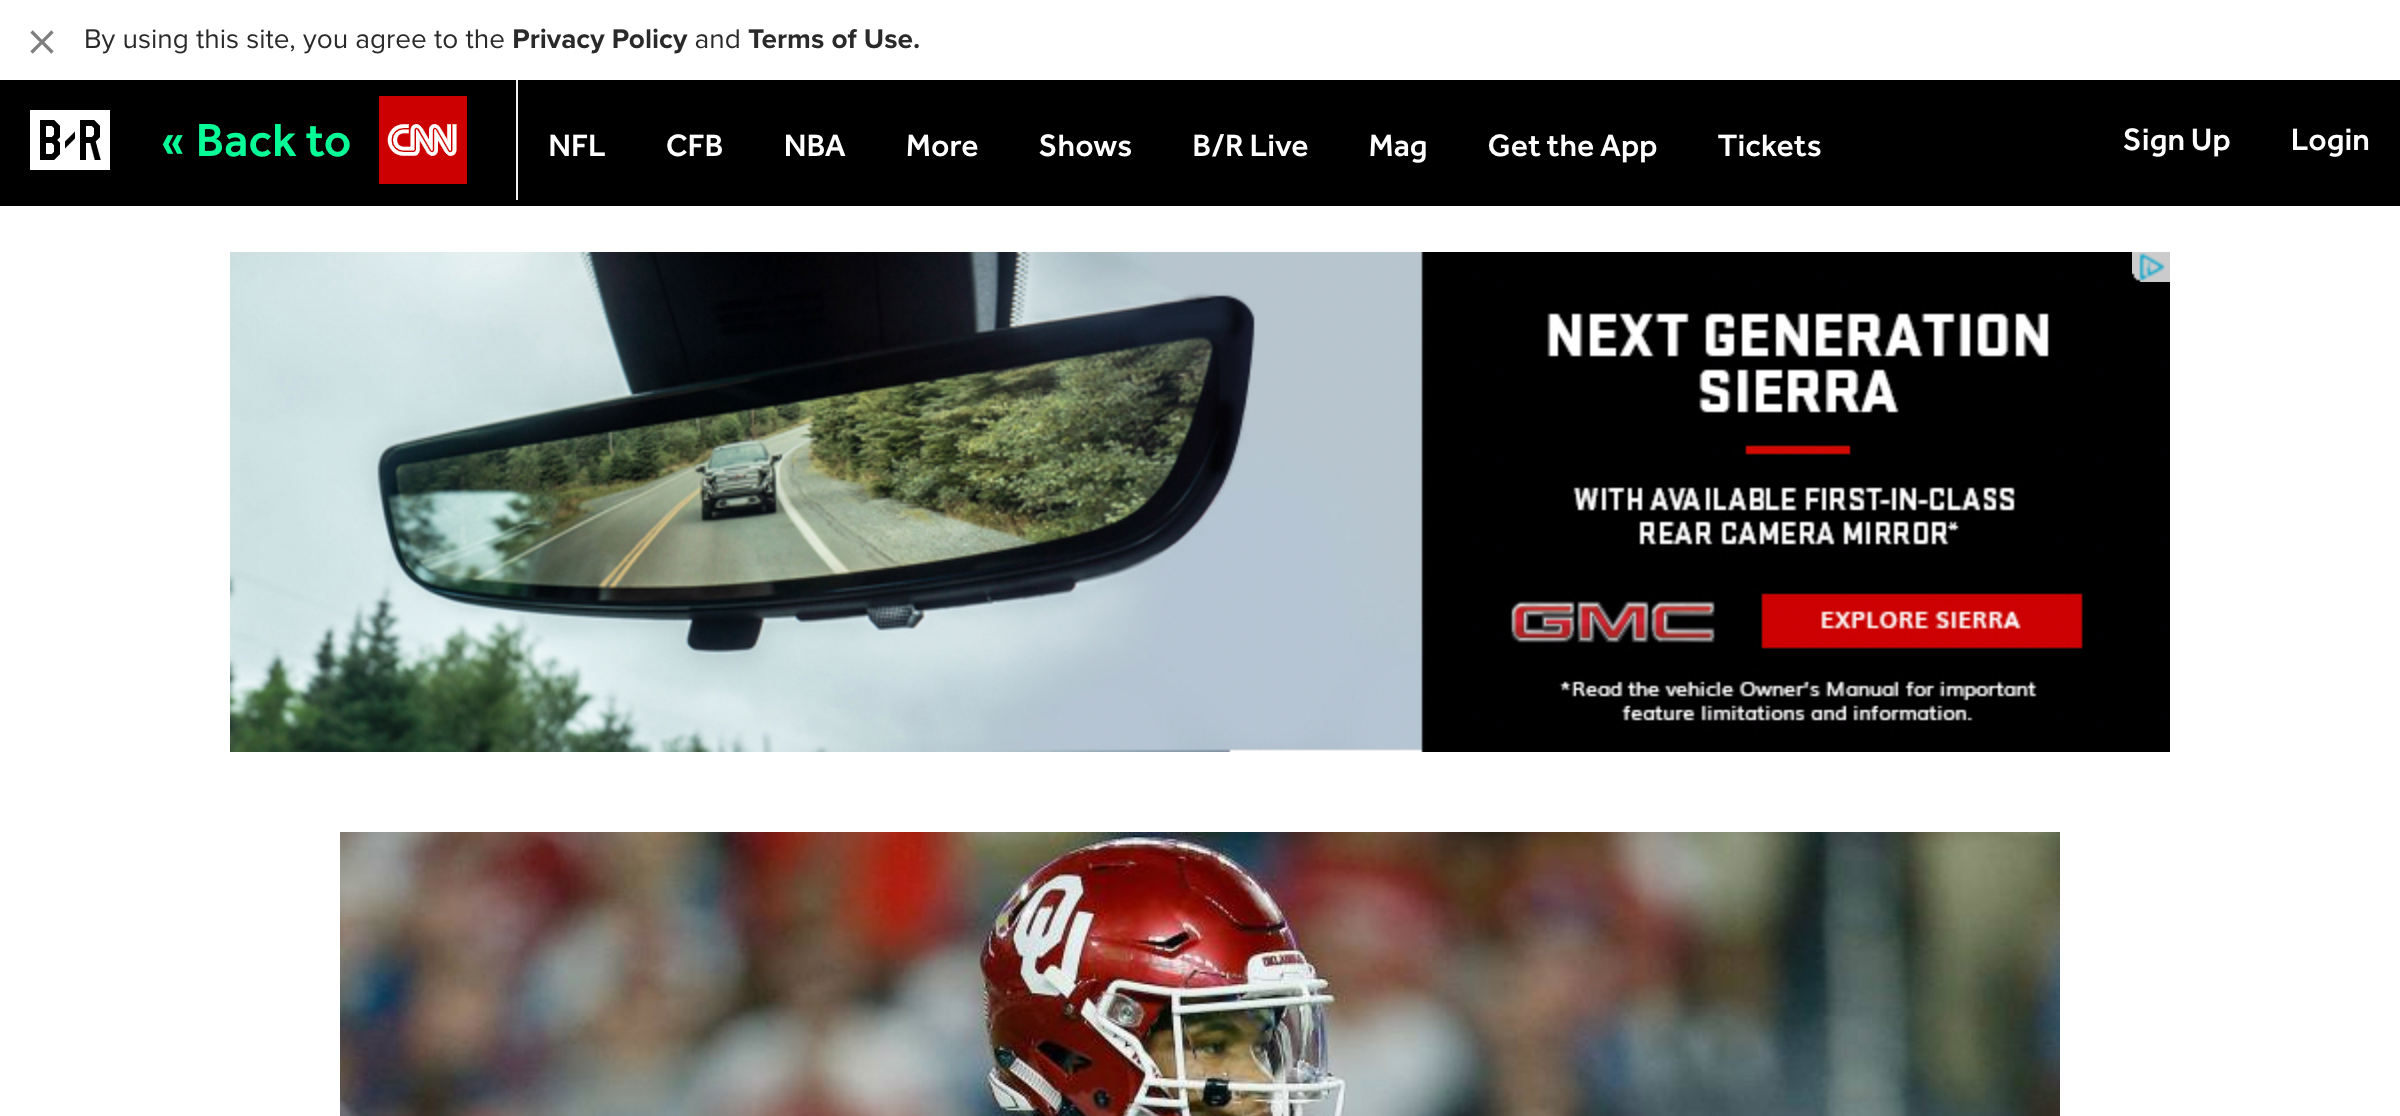 By using this site, you agree to the Privacy Policy and Terms of Use.
B/R « Back to CNN NFL CFB NBA More Shows B/R Live Mag Get the App Tickets Sign Up Login
NEXT GENERATION
SIERRA
WITH AVAILABLE FIRST-IN-CLASS
REAR CAMERA MIRROR*
GMC EXPLORE SIERRA
*Read the vehicle Owner's Manual for important
feature limitations and information.
OU
OKLAHOMA